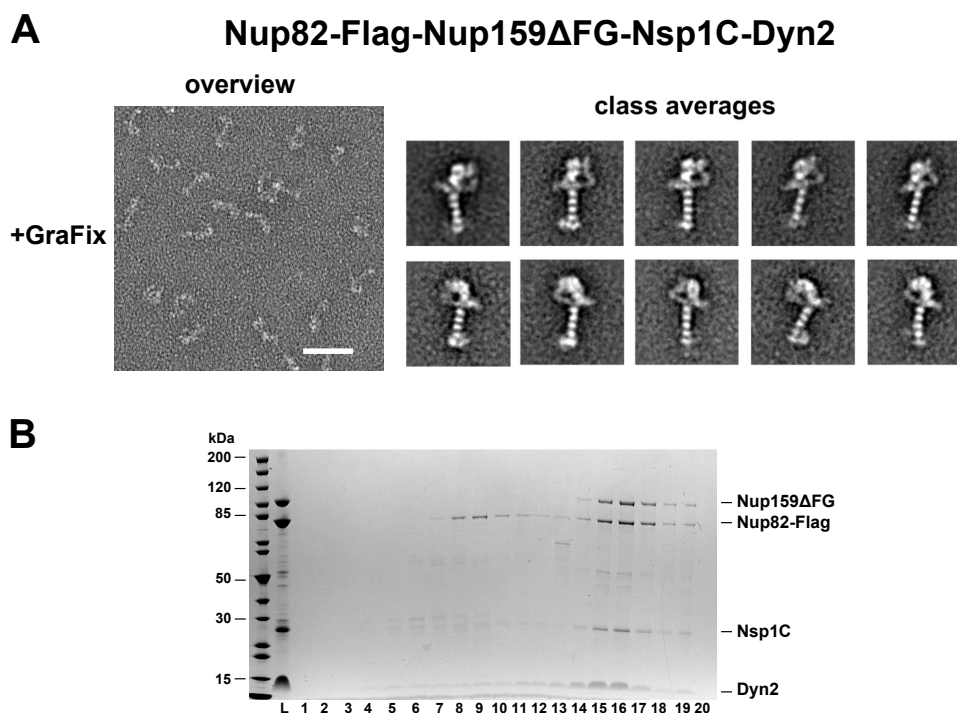 A
Nup82-Flag-Nup159ΔFG-Nsp1C-Dyn2
overview
class averages
+GraFix
B
kDa
200
120
85
50
30
15
Nup159ΔFG
Nup82-Flag
Nsp1C
Dyn2
L 1 2 3 4 5 6 7 8 9 10 11 12 13 14 15 16 17 18 19 20